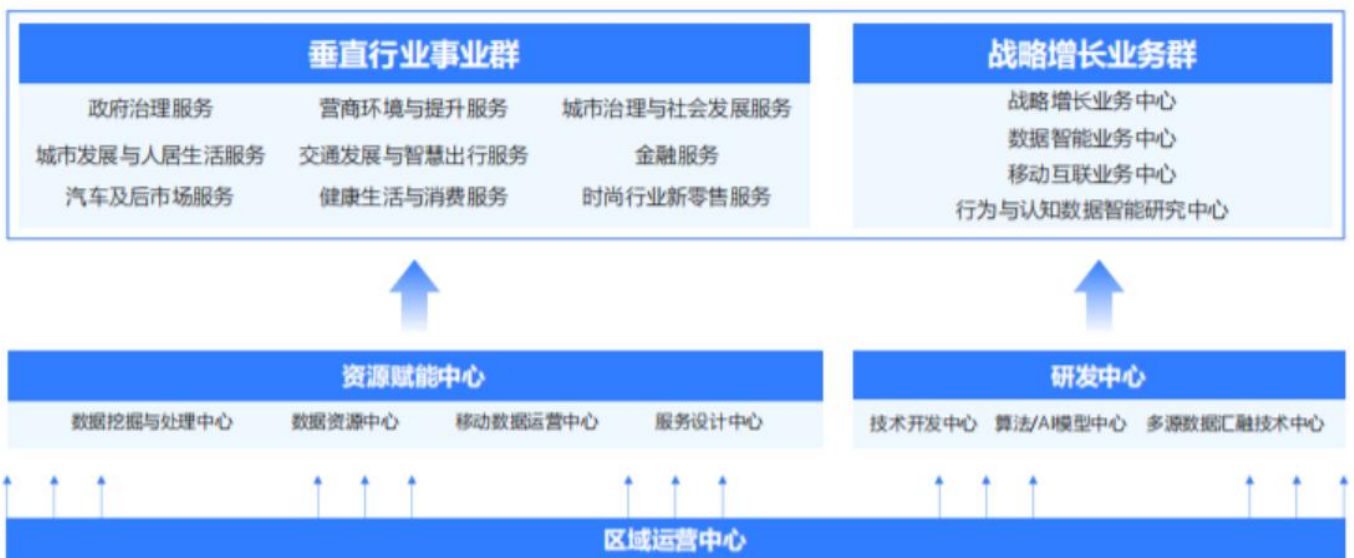 垂直行业事业群
政府治理服务 营商环境与提升服务 城市治理与社会发展服务
城市发展与人居生活服务 交通发展与智慧出行服务 金融服务
汽车及后市场服务 健康生活与消费服务 时尚行业新零售服务
战略增长业务群
战略增长业务中心
数据智能业务中心
移动互联业务中心
行为与认知数据智能研究中心
资源赋能中心
数据挖掘与处理中心 数据资源中心 移动数据运营中心 服务设计中心
研发中心
技术开发中心 算法/AI模型中心 多源数据汇融技术中心
区域运营中心